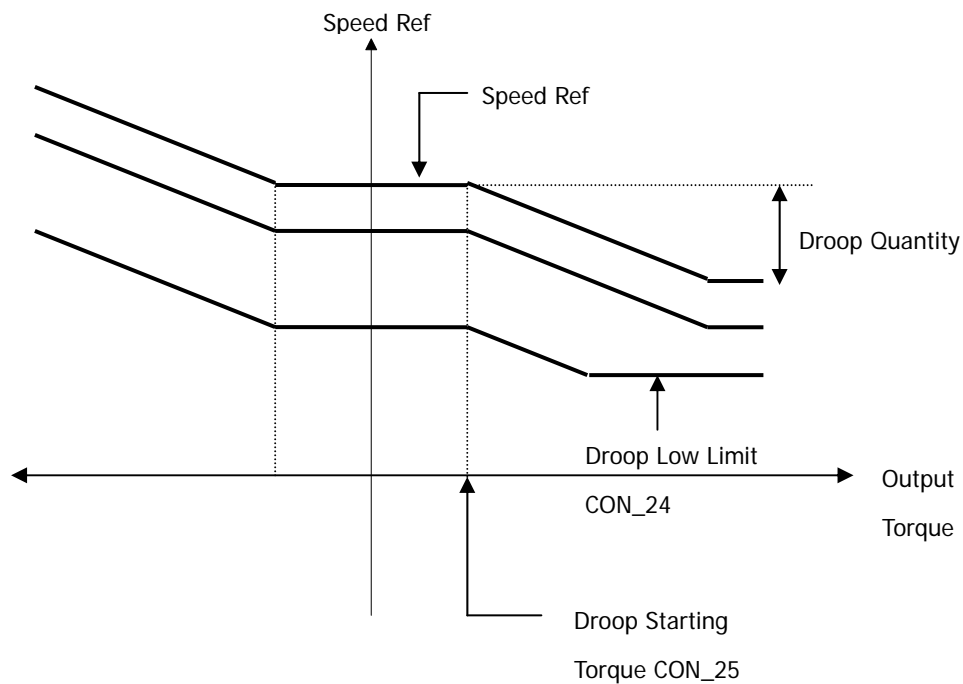 Speed Ref
Speed Ref
Droop Quantity
Droop Low Limit
CON_24
Output
Torque
Droop Starting
Torque CON_25